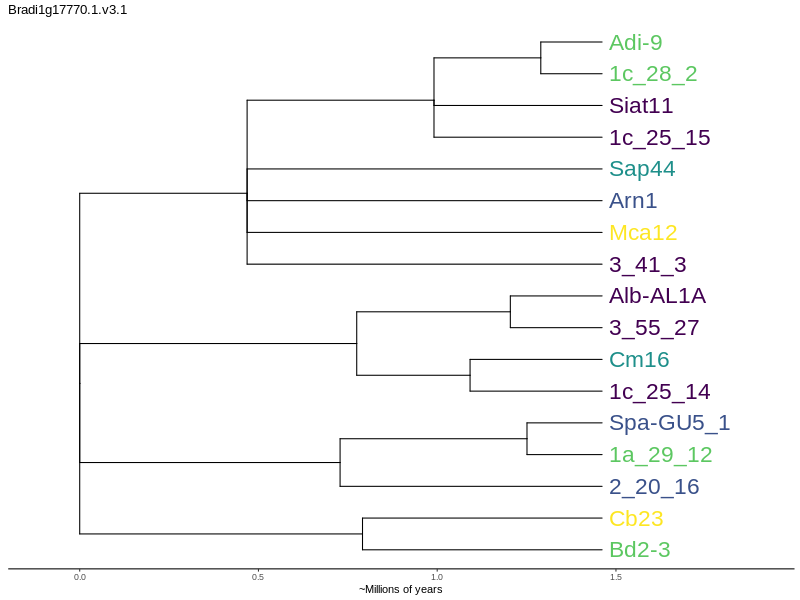 Bradi1g17770.1.v3.1
Adi-9
1c_28_2
Siat11
1c_25_15
Sap44
Arn1
Mca12
3_41_3
Alb-AL1A
3_55_27
Cm16
1c_25_14
Spa-GU5_1
1a_29_12
2_20_16
Cb23
Bd2-3
0.0 0.5 1.0 1.5
~Millions of years